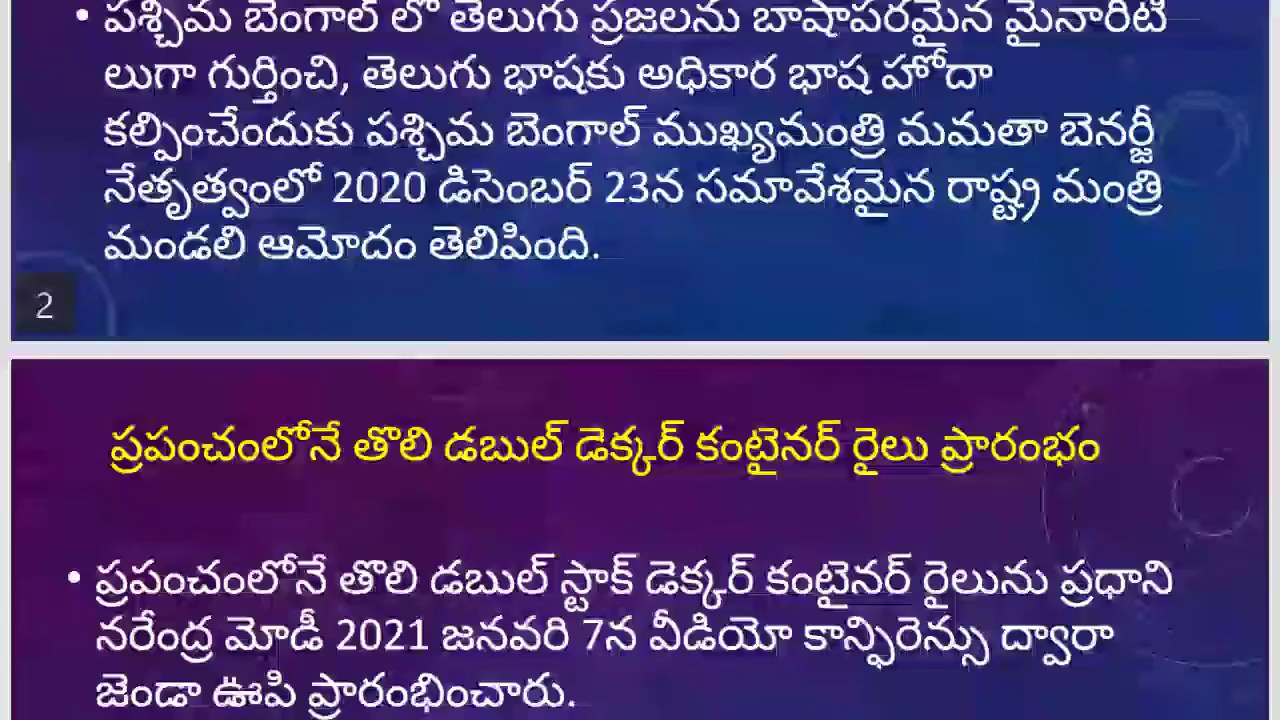 • పశ్చిమ బెంగాల్ లో తెలుగు ప్రజలను బాషాపరమైన మైనారిటీ
లుగా గుర్తించి, తెలుగు భాషకు అధికార భాష హోదా
కల్పించేందుకు పశ్చిమ బెంగాల్ ముఖ్యమంత్రి మమతా బెనర్జీ
నేతృత్వంలో 2020 డిసెంబర్ 23న సమావేశమైన రాష్ట్ర మంత్రి
మండలి ఆమోదం తెలిపింది.
2
ప్రపంచంలోనే తొలి డబుల్ డెక్కర్ కంటైనర్ రైలు ప్రారంభం
• ప్రపంచంలోనే తొలి డబుల్ స్టాక్ డెక్కర్ కంటైనర్ రైలును ప్రధాని
నరేంద్ర మోడీ 2021 జనవరి 7న వీడియో కాన్ఫిరెన్సు ద్వారా
జెండా ఊపి ప్రారంభించారు.